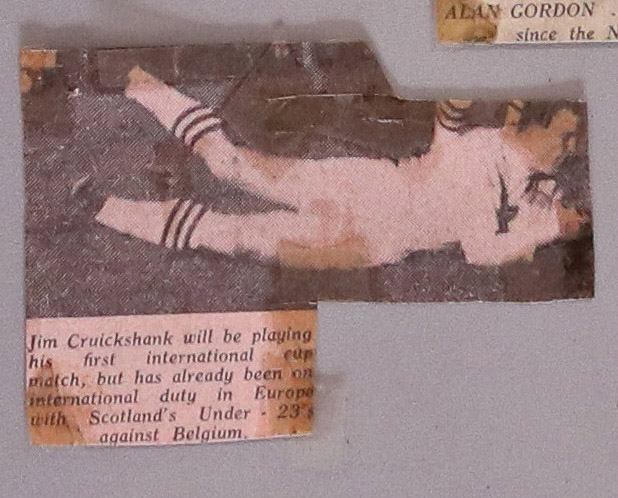 ALAN GORDON .
since the N
Jim Cruickshank will be playing
his first international cup
match, but has already been on
international duty in Europe
with Scotland's Under - 23's
against Belgium.